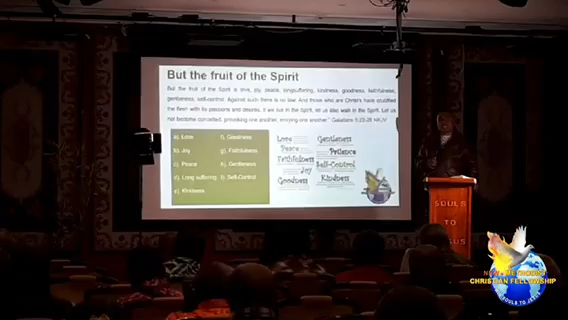 But the fruit of the Spirit
But the fruit of the Spirit is love, joy, peace, longsuffering, kindness, goodness, faithfulness,
gentleness, self-control. Against such there is no law. And those who are Christ's have crucified
the flesh with its passions and desires. If we live in the Spirit, let us also walk in the Spirit. Let us
not become conceited, provoking one another, envying one another." Galatians NKJV
a) Love f) Goodness
b) Joy g) Faithfulness
c) Peace h) Gentleness
d) Long suffering Self-Control
e) Kindness
Love Gentleness
Peace Patience
Faithfulness Self-Control
Joy
Goodness Kindness
SOULS
TO
CHRISTIAN FELLOWSHIP
SOULS TO